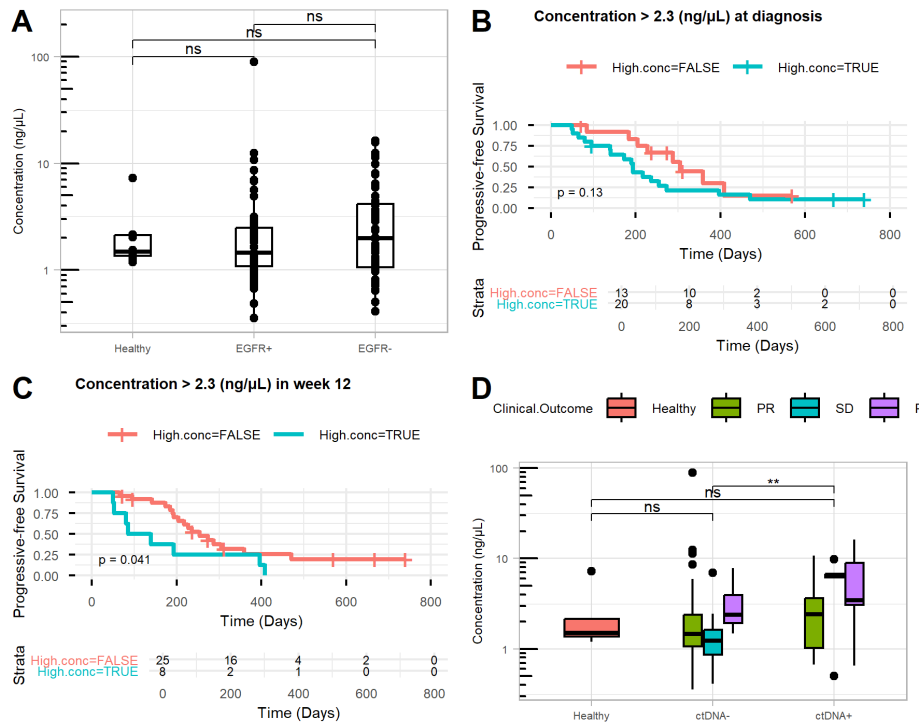 A
ns
ns
ns
100
10
1
Concentration (ng/μL)
Healthy
EGFR+
EGFR-
B
Concentration > 2.3 (ng/μL) at diagnosis
High.conc=FALSE
High.conc=TRUE
Progressive-free Survival
1.00
0.75
0.50
0.25
0.00
p = 0.13
0 200 400 600 800
Time (Days)
Strata
High.conc=FALSE 13 10 2 0 0
High.conc=TRUE 20 8 3 2 0
0 200 400 600 800
Time (Days)
C
Concentration > 2.3 (ng/μL) in week 12
High.conc=FALSE
High.conc=TRUE
Progressive-free Survival
1.00
0.75
0.50
0.25
0.00
p = 0.041
0 200 400 600 800
Time (Days)
Strata
High.conc=FALSE 25 16 4 2 0
High.conc=TRUE 8 2 1 0 0
0 200 400 600 800
Time (Days)
D
Clinical.Outcome Healthy PR SD
**
ns
ns
100
10
1
Concentration (ng/μL)
Healthy
ctDNA-
ctDNA+